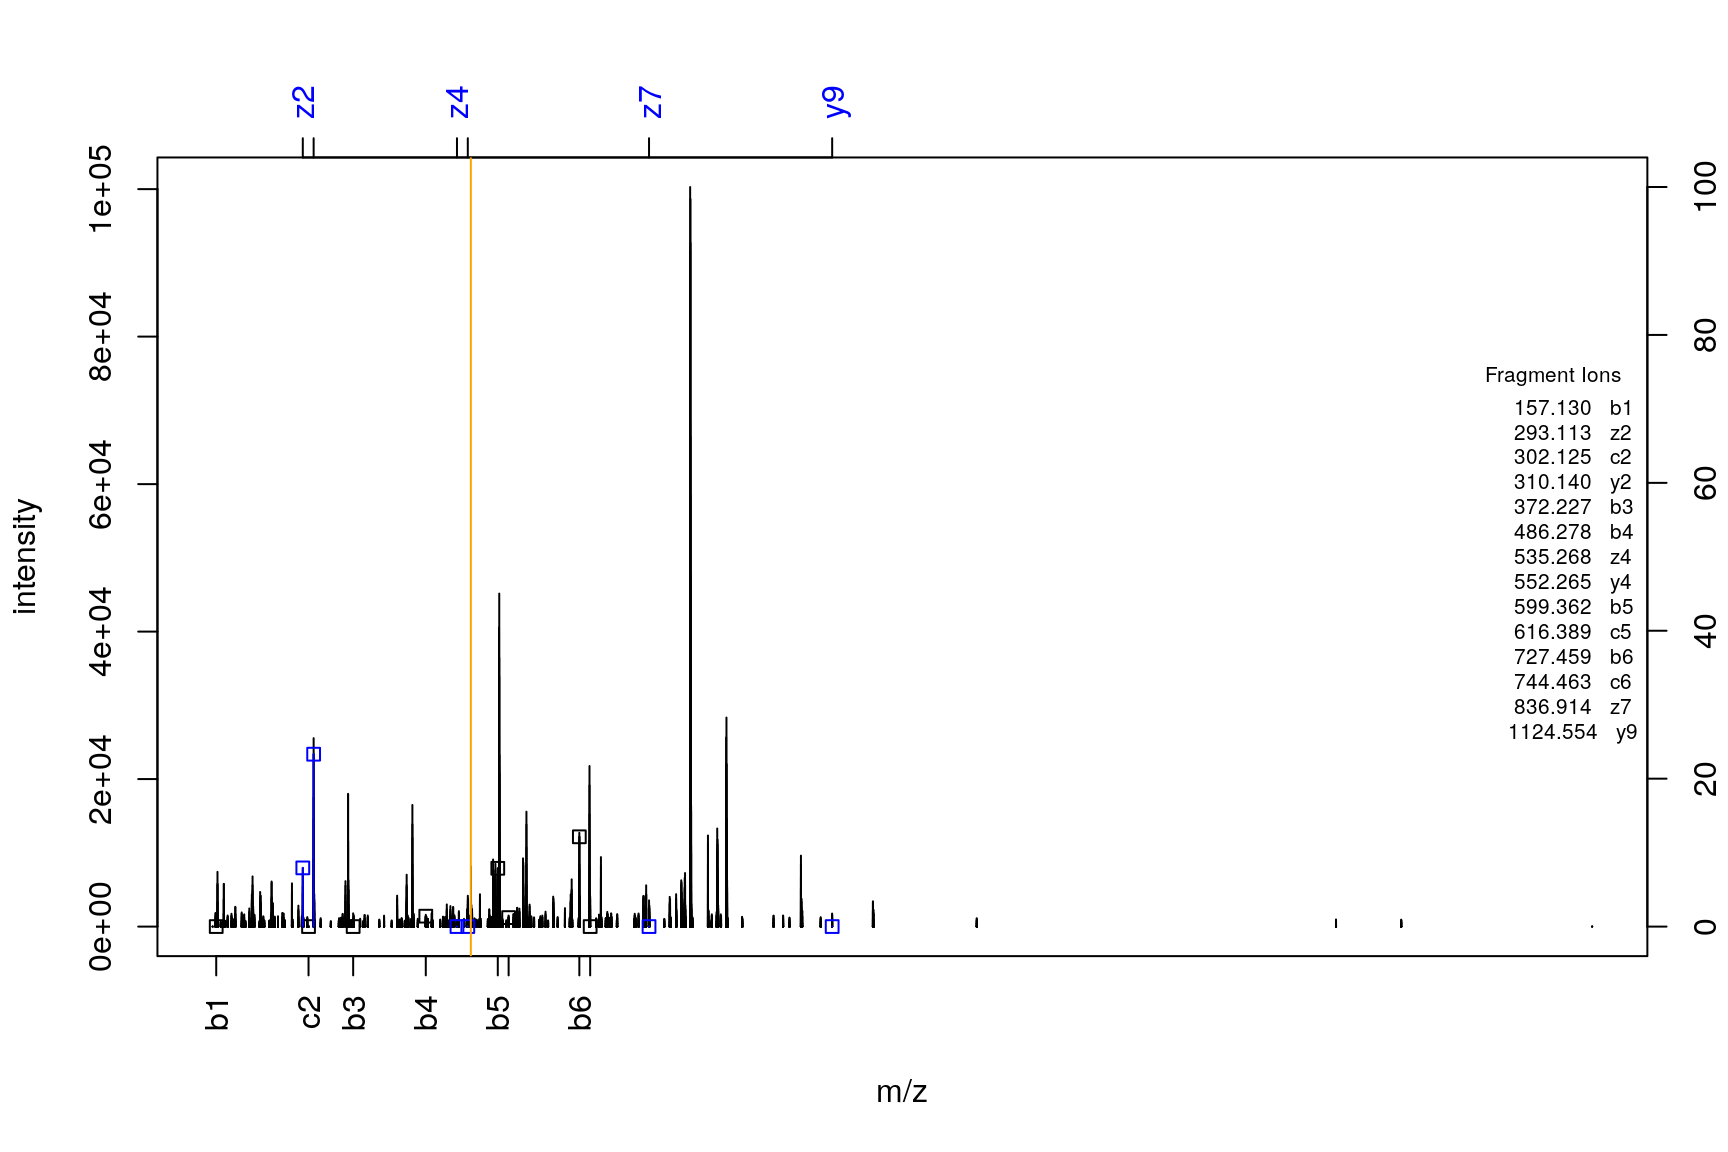 z2 z4 z7 y9
1e+05
8e+04
6e+04
4e+04
2e+04
0e+00
intensity
100
80
60
40
20
0
Fragment Ions
157.130 b1
293.113 z2
302.125 c2
310.140 y2
372.227 b3
486.278 b4
535.268 z4
552.265 y4
599.362 b5
616.389 c5
727.459 b6
744.463 c6
836.914 z7
1124.554 y9
b1 c2 b3 b4 b5 b6
m/z